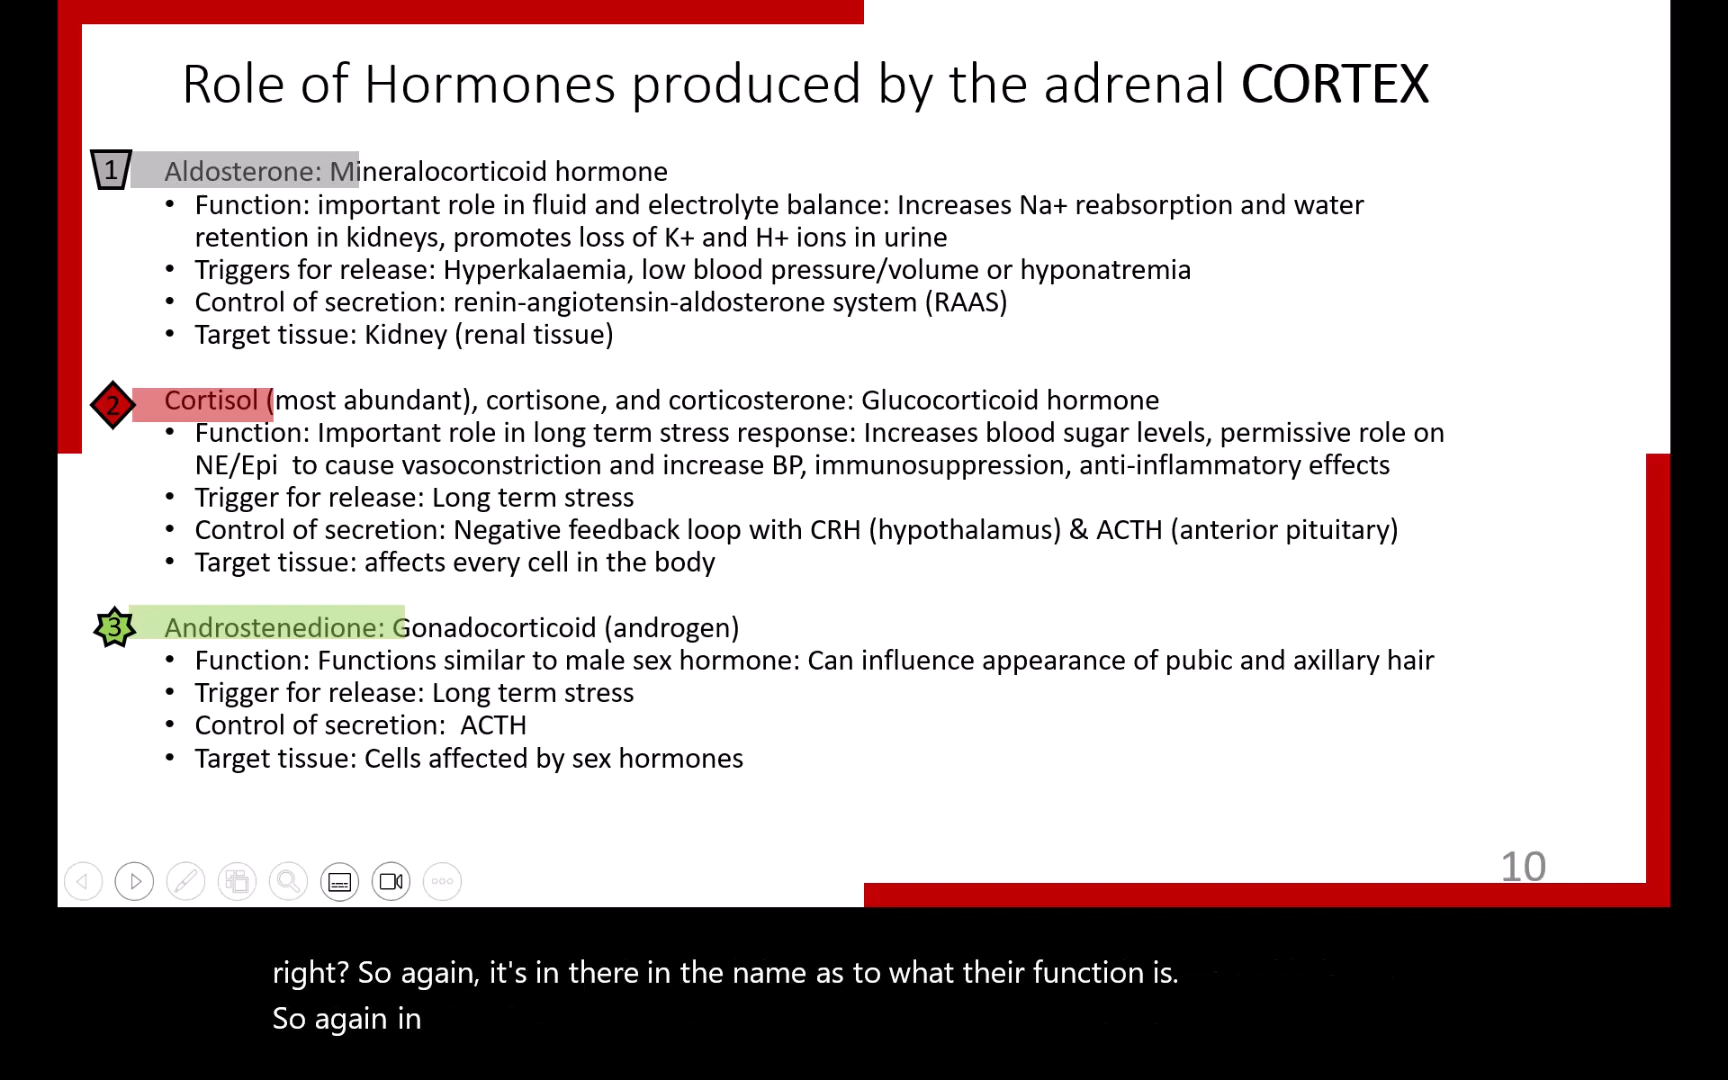 Role of Hormones produced by the adrenal CORTEX
1 Aldosterone: Mineralocorticoid hormone
• Function: important role in fluid and electrolyte balance: Increases Na+ reabsorption and water
retention in kidneys, promotes loss of K+ and H+ ions in urine
• Triggers for release: Hyperkalaemia, low blood pressure/volume or hyponatremia
• Control of secretion: renin-angiotensin-aldosterone system (RAAS)
• Target tissue: Kidney (renal tissue)
2 Cortisol (most abundant), cortisone, and corticosterone: Glucocorticoid hormone
• Function: Important role in long term stress response: Increases blood sugar levels, permissive role on
NE/Epi to cause vasoconstriction and increase BP, immunosuppression, anti-inflammatory effects
• Trigger for release: Long term stress
• Control of secretion: Negative feedback loop with CRH (hypothalamus) & ACTH (anterior pituitary)
• Target tissue: affects every cell in the body
3 Androstenedione: Gonadocorticoid (androgen)
• Function: Functions similar to male sex hormone: Can influence appearance of pubic and axillary hair
• Trigger for release: Long term stress
• Control of secretion: ACTH
• Target tissue: Cells affected by sex hormones
10
right? So again, it's in there in the name as to what their function is.
So again in